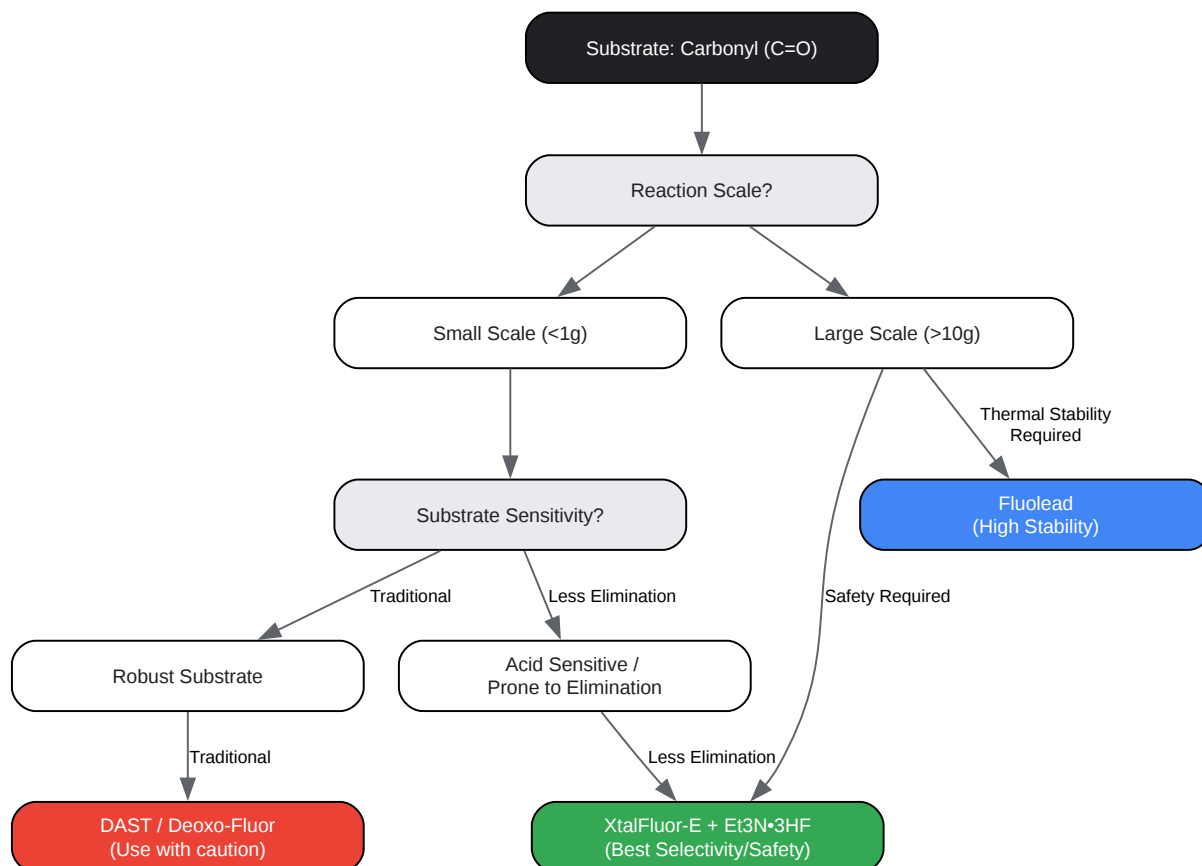 Substrate: Carbonyl (C=O)
Reaction Scale?
Small Scale (<1g)
Large Scale (>10g)
Thermal Stability
Required
Substrate Sensitivity?
Fluolead
(High Stability)
Traditional
Less Elimination
Safety Required
Robust Substrate
Acid Sensitive /
Prone to Elimination
Traditional
Less Elimination
DAST / Deoxo-Fluor
(Use with caution)
XtalFluor-E + Et3N•3HF
(Best Selectivity/Safety)